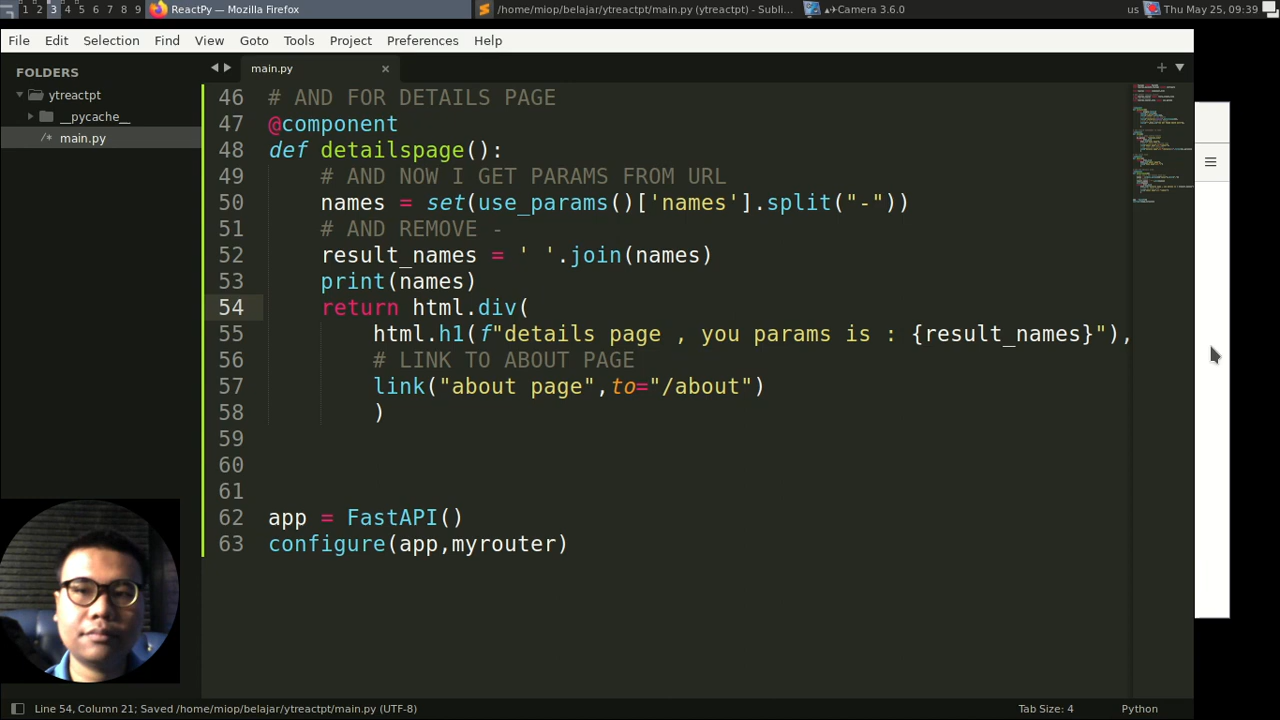 1 2 3 4 5 6 7 8 9 ReactPy — Mozilla Firefox /home/miop/belajar/ytreactpt/main.py (ytreactpt) - Subli... Camera 3.6.0 us Thu May 25, 09:39
File Edit Selection Find View Goto Tools Project Preferences Help
FOLDERS
ytreactpt
__pycache__
/* main.py
main.py ×
46 # AND FOR DETAILS PAGE
47 @component
48 def detailspage():
49     # AND NOW I GET PARAMS FROM URL
50     names = set(use_params()['names'].split("-"))
51     # AND REMOVE -
52     result_names = ' '.join(names)
53     print(names)
54     return html.div(
55         html.h1(f"details page , you params is : {result_names}"),
56         # LINK TO ABOUT PAGE
57         link("about page",to="/about")
58         )
59
60
61
62 app = FastAPI()
63 configure(app,myrouter)
Line 54, Column 21; Saved /home/miop/belajar/ytreactpt/main.py (UTF-8) Tab Size: 4 Python